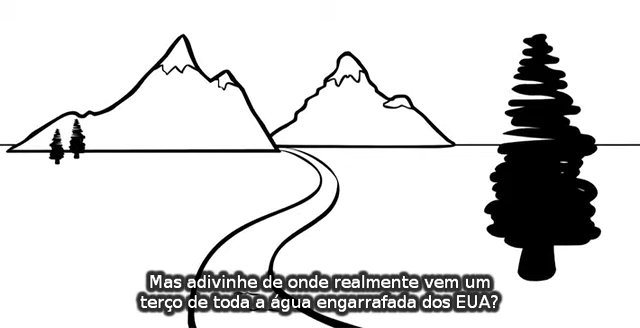 Mas adivinhe de onde realmente vem um
terço de toda a água engarrafada dos EUA?